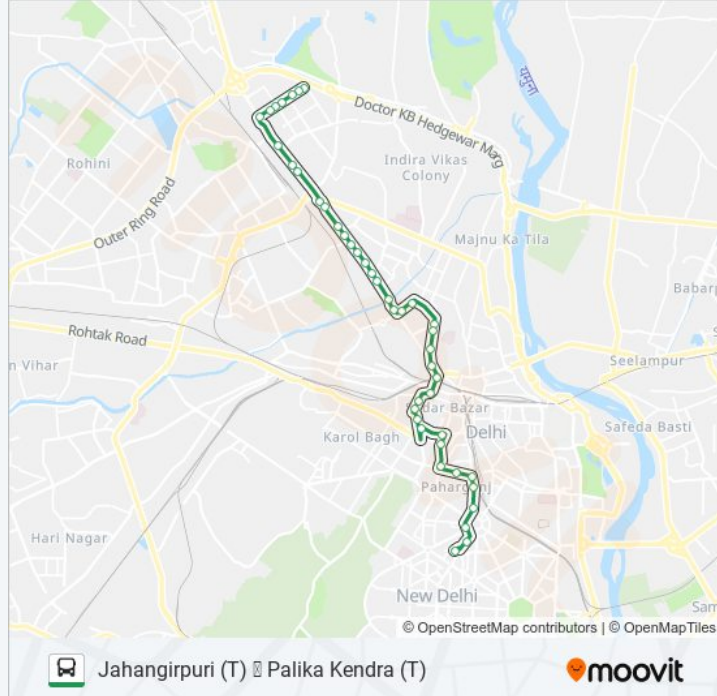 Doctor KB Hedgewar Marg
Rohini
Indira Vikas
Colony
Outer Ring Road
Majnu Ka Tila
Babarp
Rohtak Road
n Vihar
Seelampur
dar Bazar
Safeda Basti
Karol Bagh
Delhi
Paharganj
Hari Nagar
New Delhi
Sam
© OpenStreetMap contributors | © OpenMapTiles
Jahangirpuri (T) Palika Kendra (T)
moovit